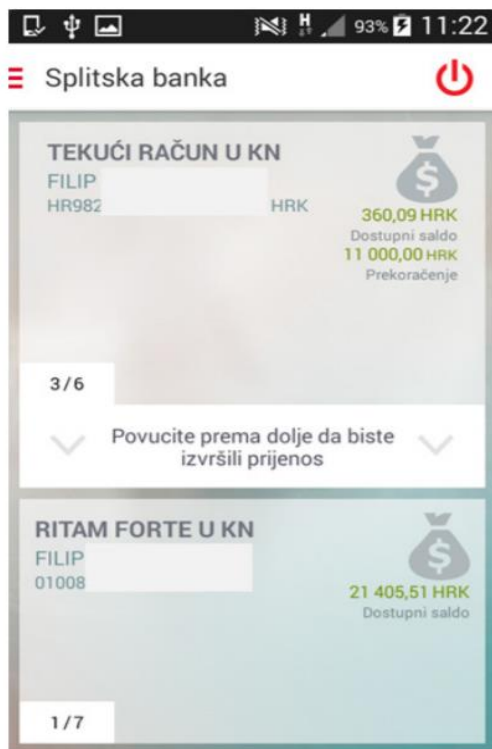 H 93% 11:22
Splitska banka
TEKUĆI RAČUN U KN
FILIP
HR982 HRK
360,09 HRK
Dostupni saldo
11 000,00 HRK
Prekoračenje
3/6
Povucite prema dolje da biste
izvršili prijenos
RITAM FORTE U KN
FILIP
01008
21 405,51 HRK
Dostupni saldo
1/7